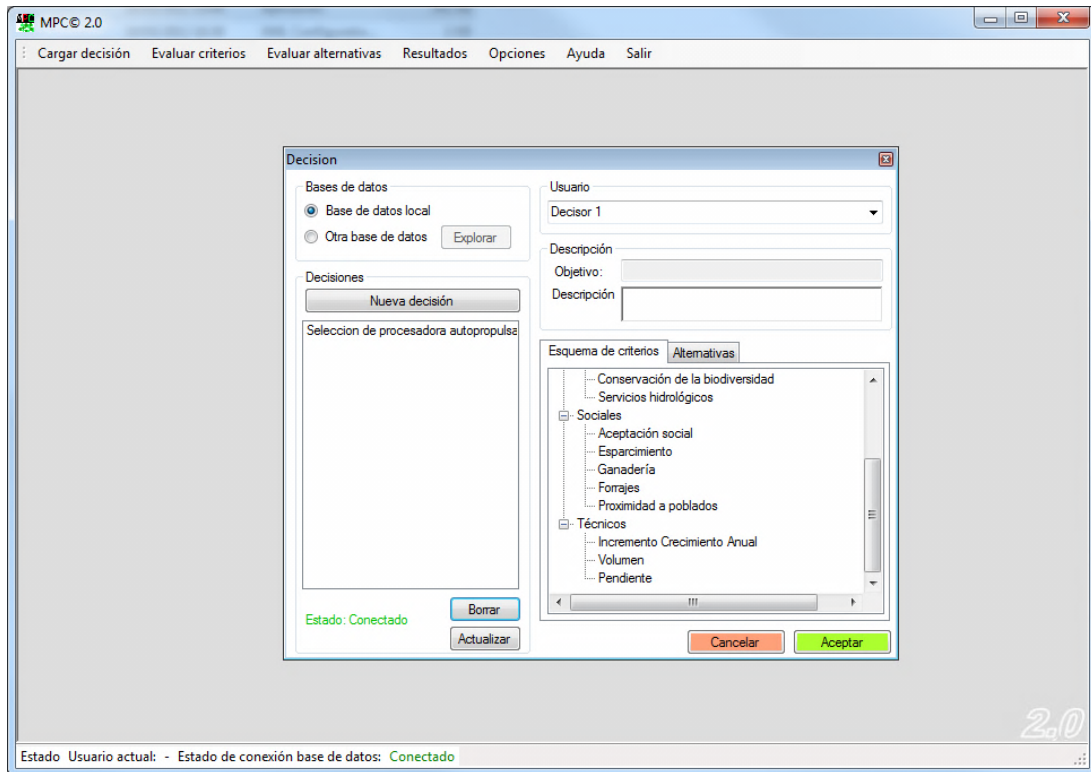 MPC© 2.0
Cargar decisión Evaluar criterios Evaluar alternativas Resultados Opciones Ayuda Salir
Decision
Bases de datos
Base de datos local
Otra base de datos Explorar
Decisiones
Nueva decisión
Seleccion de procesadora autopropulsa
Estado: Conectado
Borrar
Actualizar
Usuario
Decisor 1
Descripción
Objetivo:
Descripción
Esquema de criterios Alternativas
Conservación de la biodiversidad
Servicios hidrológicos
Sociales
Aceptación social
Esparcimiento
Ganadería
Forrajes
Proximidad a poblados
Técnicos
Incremento Crecimiento Anual
Volumen
Pendiente
Cancelar Aceptar
2.0
Estado Usuario actual: - Estado de conexión base de datos: Conectado